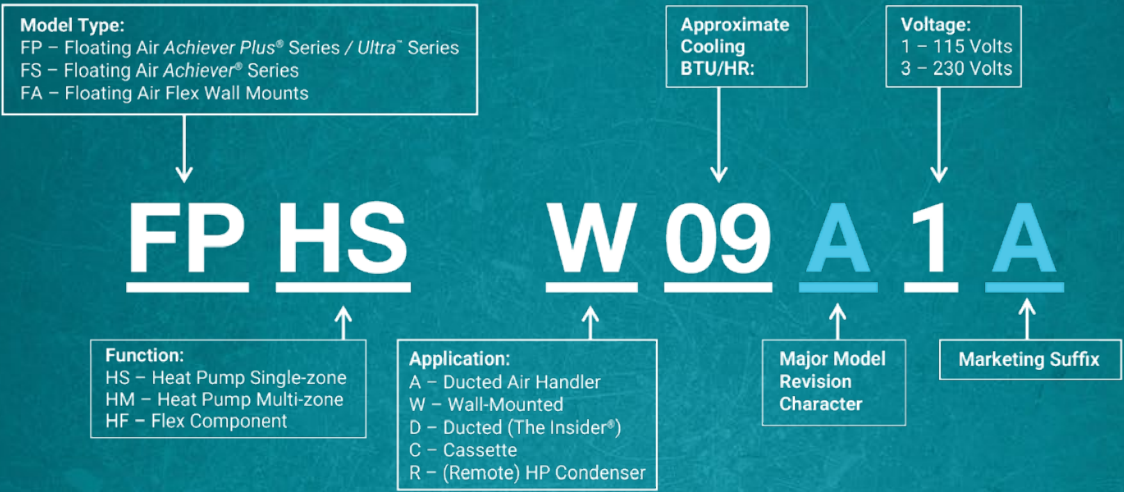 Model Type:
FP – Floating Air Achiever Plus® Series / Ultra™ Series
FS – Floating Air Achiever® Series
FA – Floating Air Flex Wall Mounts
Approximate
Cooling
BTU/HR:
Voltage:
1 – 115 Volts
3 – 230 Volts
FP HS W 09 A 1 A
Function:
HS – Heat Pump Single-zone
HM – Heat Pump Multi-zone
HF – Flex Component
Application:
A – Ducted Air Handler
W – Wall-Mounted
D – Ducted (The Insider®)
C – Cassette
R – (Remote) HP Condenser
Major Model
Revision
Character
Marketing Suffix